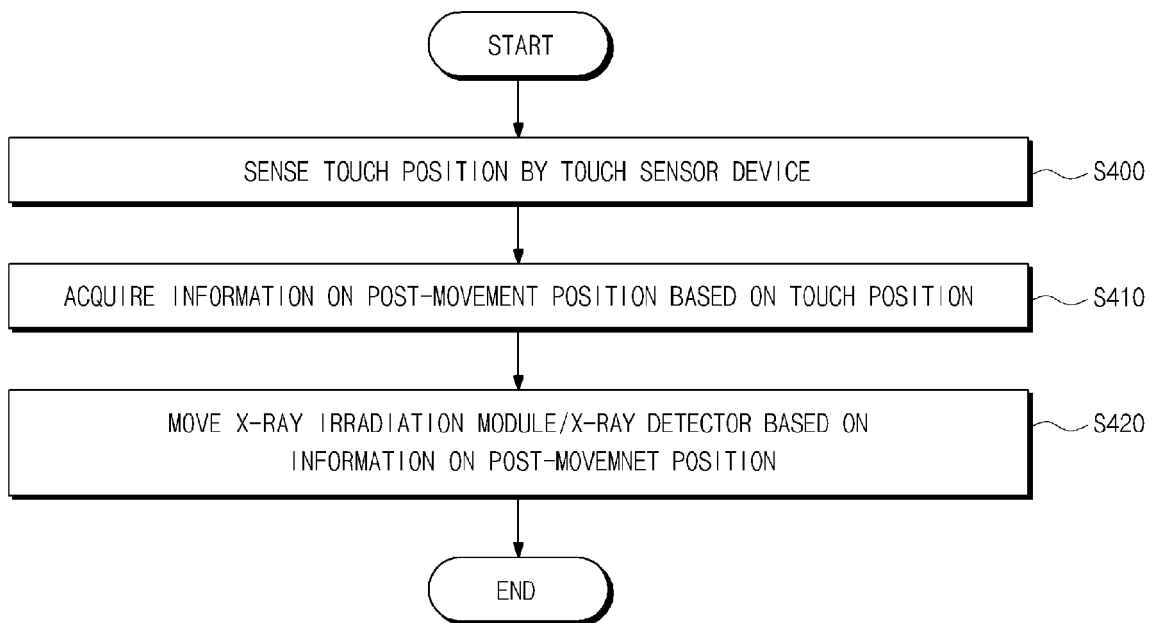 START
SENSE TOUCH POSITION BY TOUCH SENSOR DEVICE
S400
ACQUIRE INFORMATION ON POST-MOVEMENT POSITION BASED ON TOUCH POSITION
S410
MOVE X-RAY IRRADIATION MODULE/X-RAY DETECTOR BASED ON
INFORMATION ON POST-MOVEMNET POSITION
S420
END